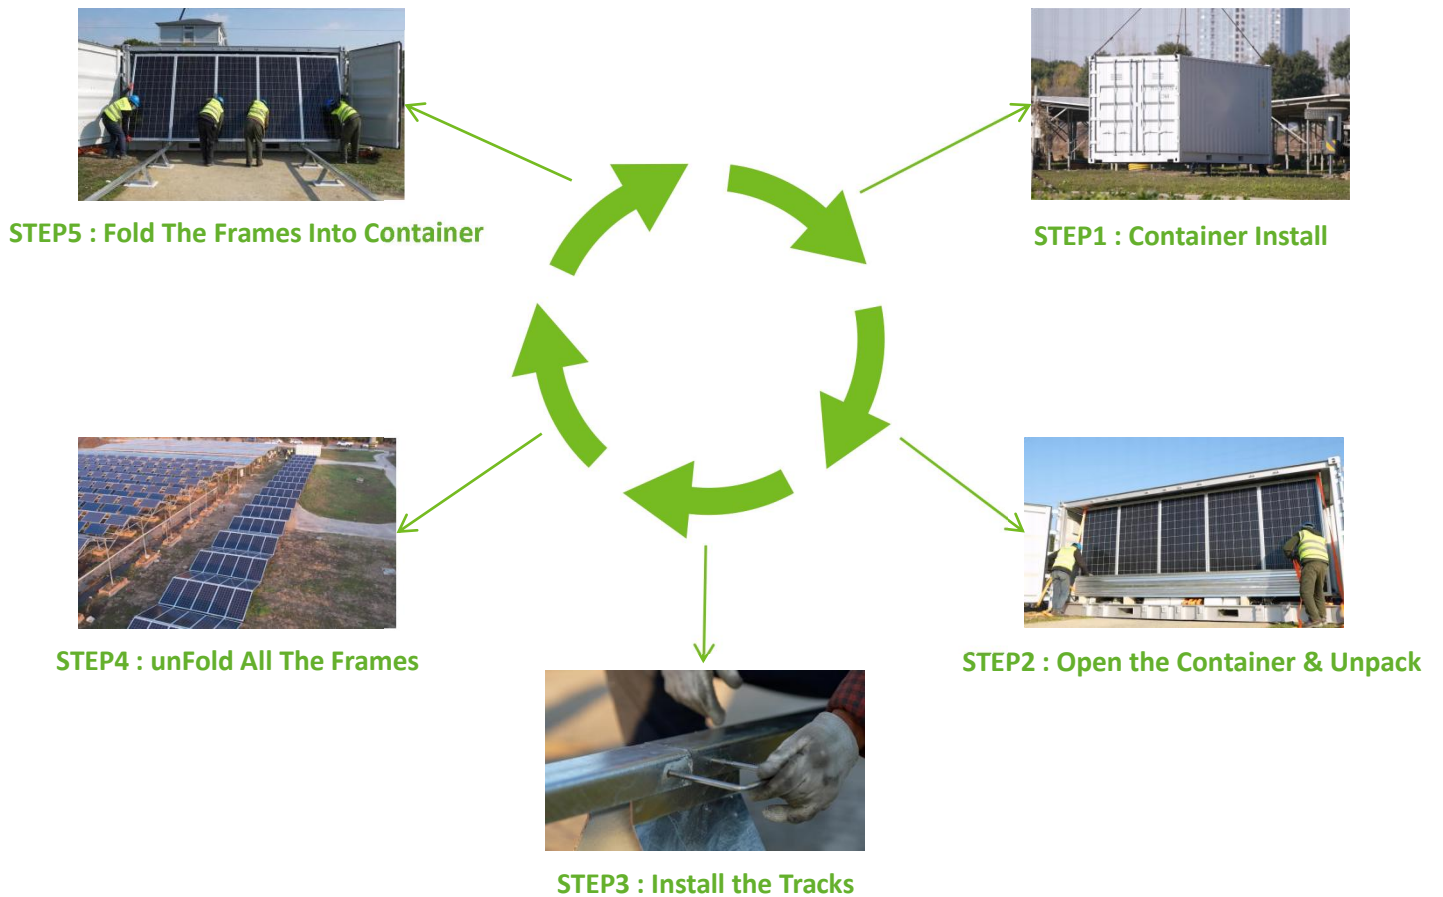 STEP5 : Fold The Frames Into Container
STEP1 : Container Install
STEP4 : unFold All The Frames
STEP2 : Open the Container & Unpack
STEP3 : Install the Tracks